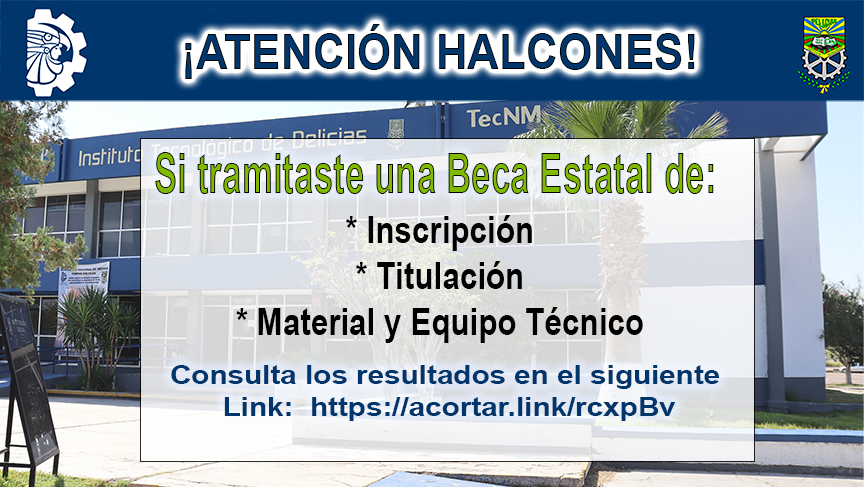 ¡ATENCIÓN HALCONES!
DELICIAS
Instituto Tecnológico de Delicias
TecNM
Si tramitaste una Beca Estatal de:
* Inscripción
* Titulación
* Material y Equipo Técnico
Consulta los resultados en el siguiente
Link: https://acortar.link/rcxpBv